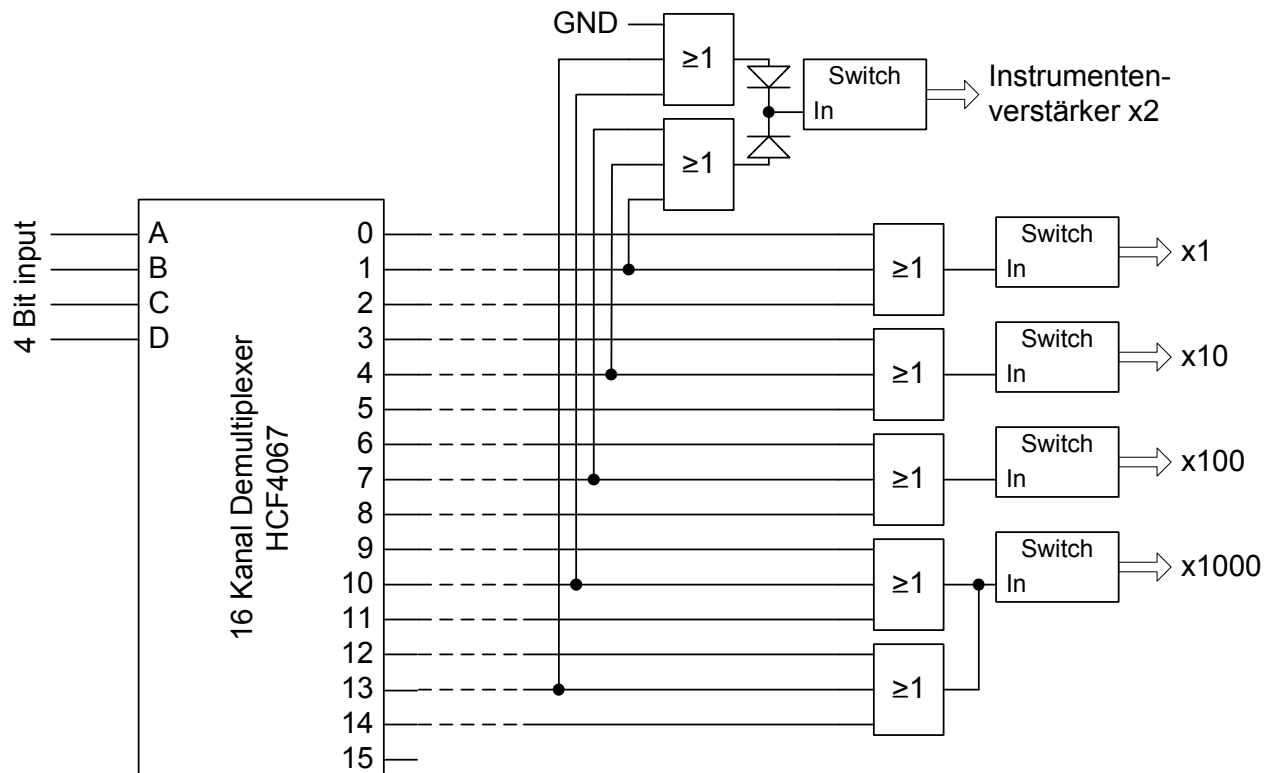 GND
≥1
Switch
In
Instrumenten-
verstärker x2
≥1
4 Bit input
A
B
C
D
16 Kanal Demultiplexer
HCF4067
0
1
2
3
4
5
6
7
8
9
10
11
12
13
14
15
≥1
Switch
In
x1
≥1
Switch
In
x10
≥1
Switch
In
x100
≥1
Switch
In
x1000
≥1